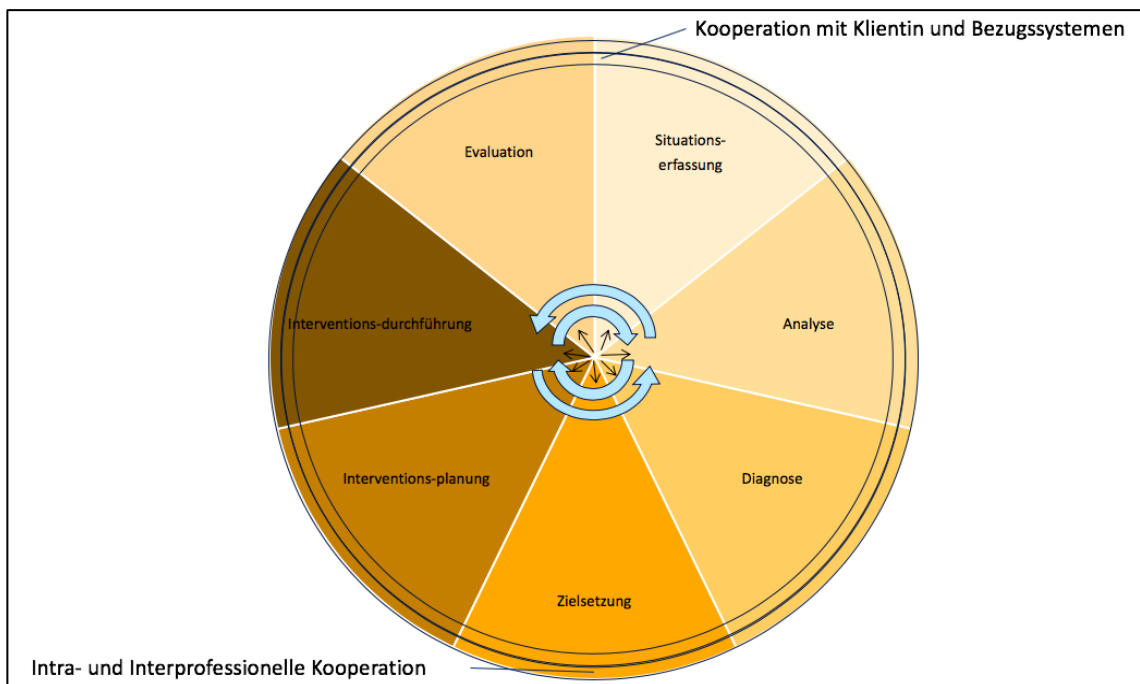 Kooperation mit Klientin und Bezugssystemen
Evaluation
Situations-
erfassung
Interventions-durchführung
Analyse
Interventions-planung
Diagnose
Zielsetzung
Intra- und Interprofessionelle Kooperation